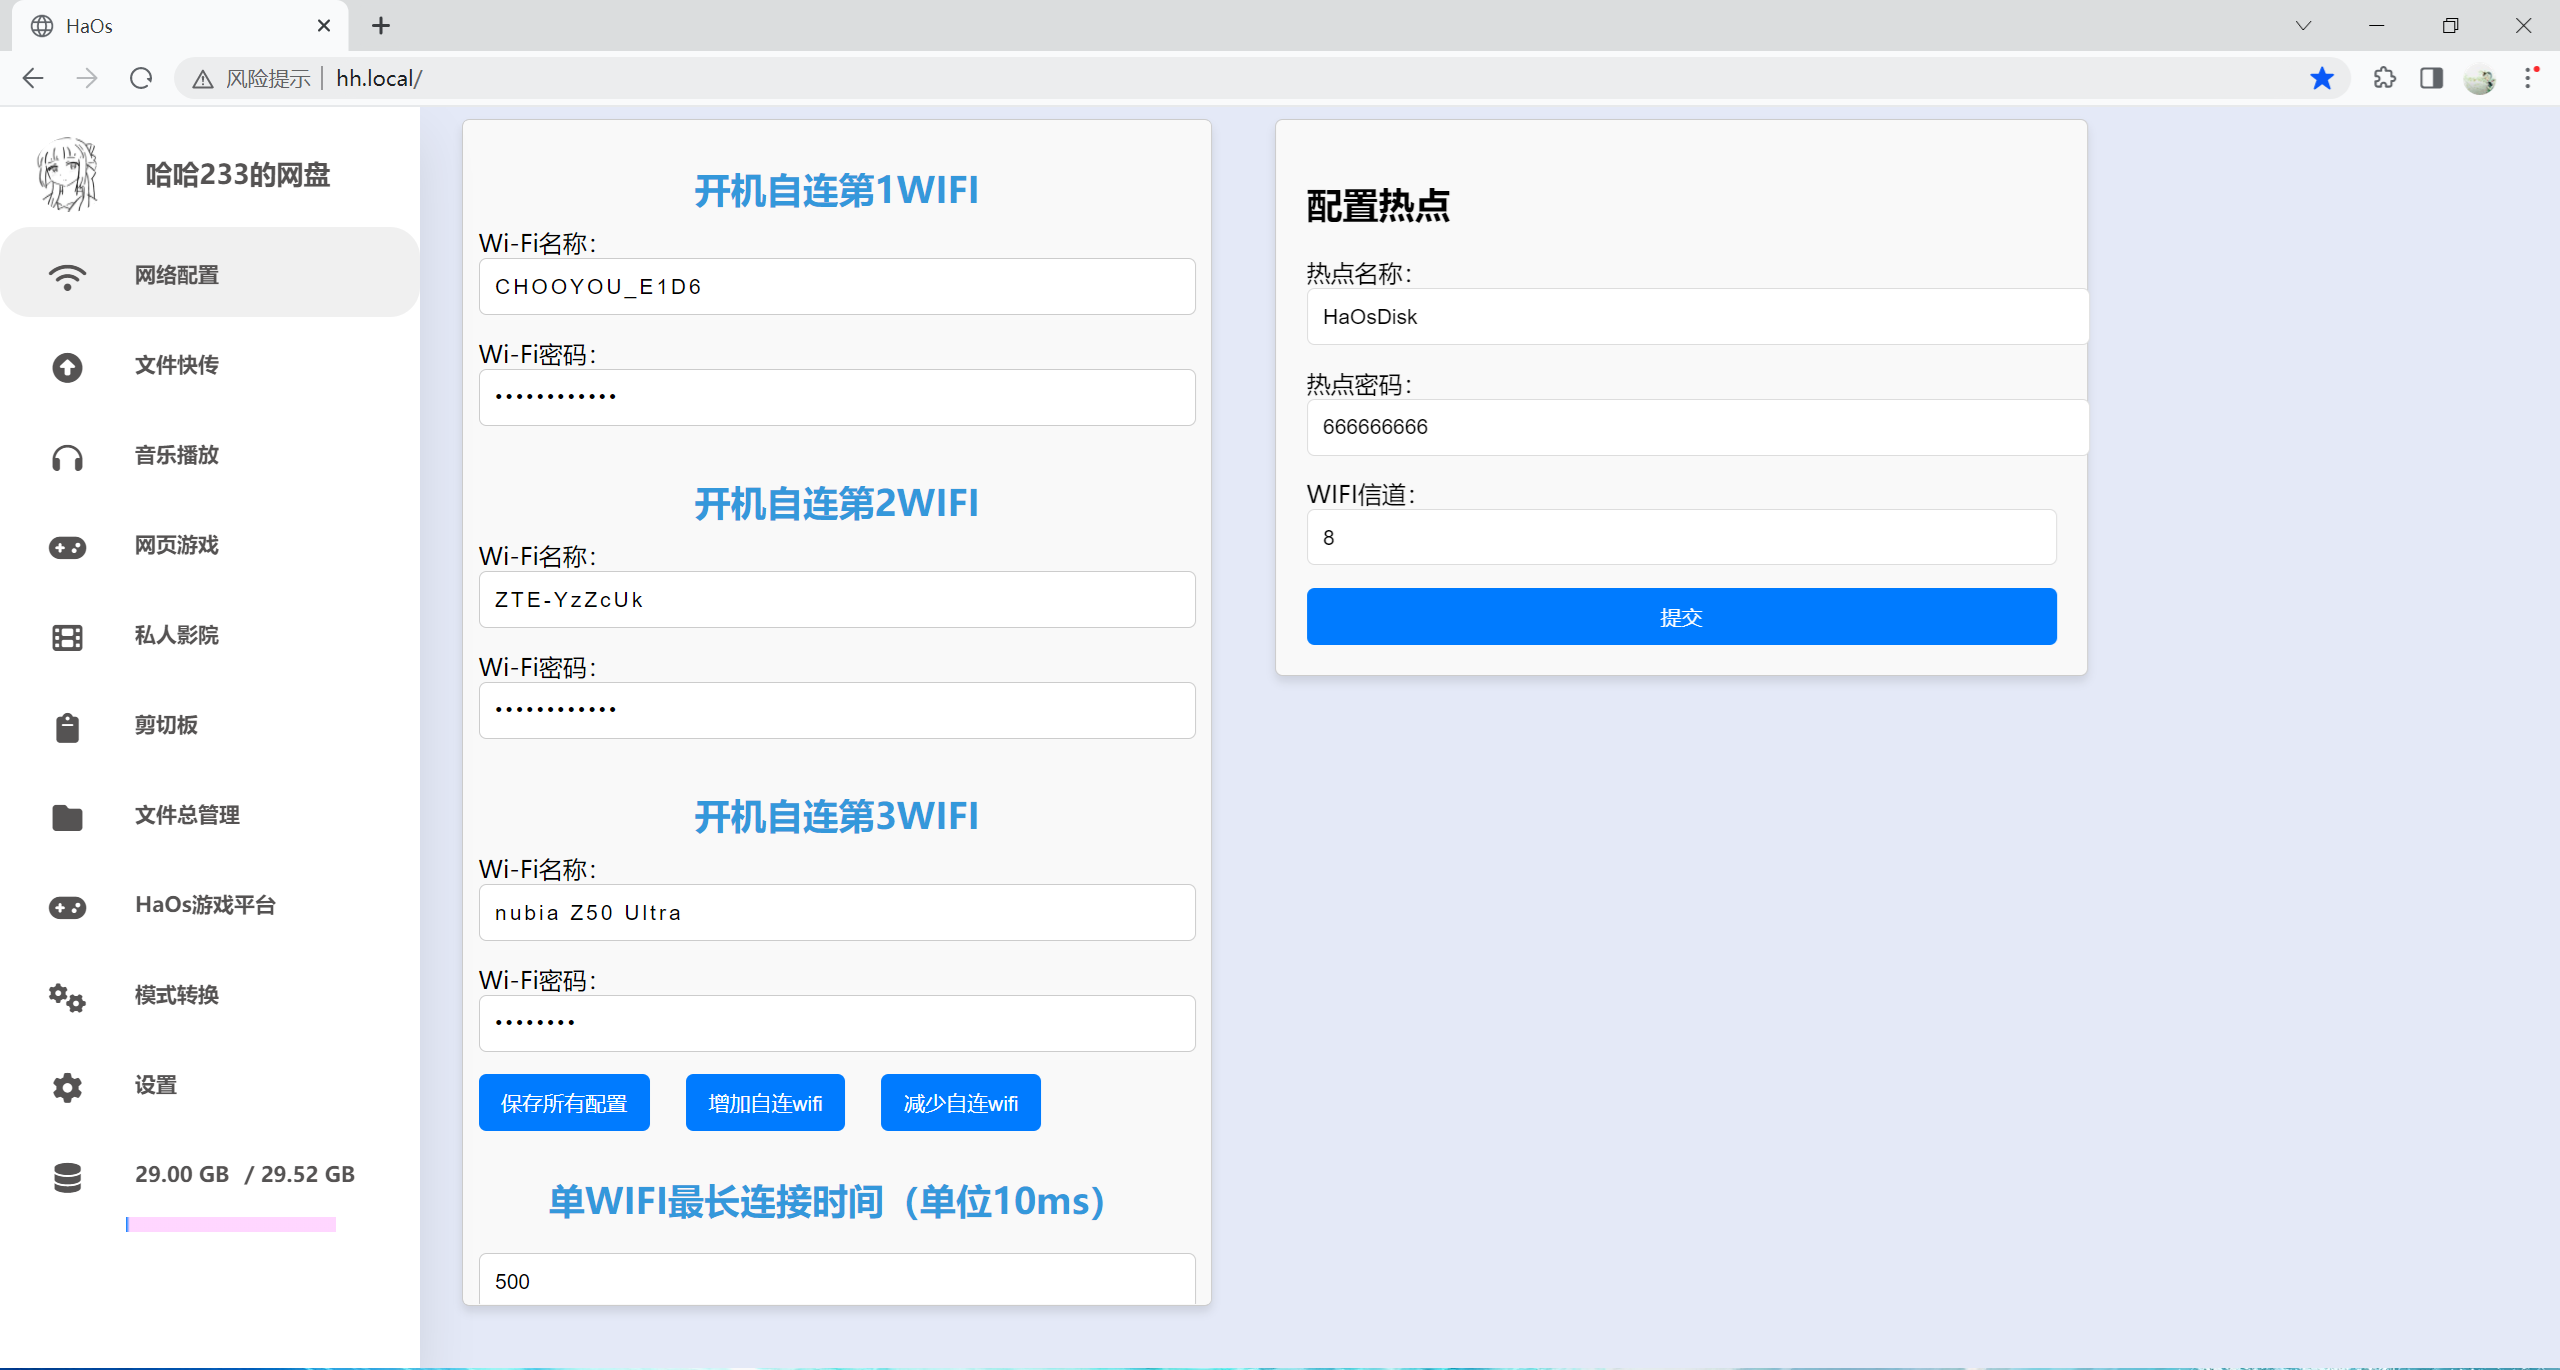 HaOs
风险提示 hh.local/
哈哈233的网盘
网络配置
文件快传
音乐播放
网页游戏
私人影院
剪切板
文件总管理
HaOs游戏平台
模式转换
设置
29.00 GB / 29.52 GB
开机自连第1WIFI
Wi-Fi名称：
CHOOYOU_E1D6
Wi-Fi密码：
••••••••••••
开机自连第2WIFI
Wi-Fi名称：
ZTE-YzZcUk
Wi-Fi密码：
••••••••••••
开机自连第3WIFI
Wi-Fi名称：
nubia Z50 Ultra
Wi-Fi密码：
••••••••
保存所有配置 增加自连wifi 减少自连wifi
单WIFI最长连接时间（单位10ms）
500
配置热点
热点名称：
HaOsDisk
热点密码：
666666666
WIFI信道：
8
提交